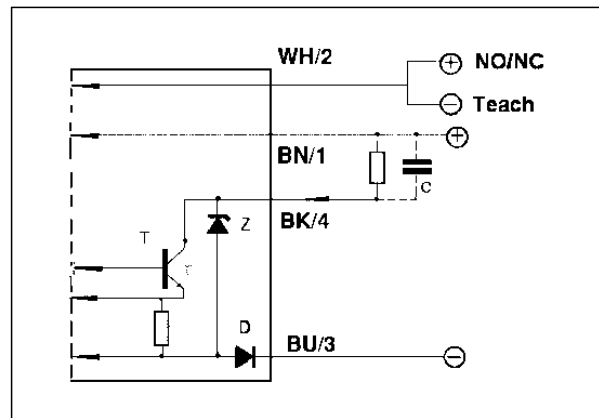 WH/2
+ NO/NC
− Teach
BN/1
+
C
BK/4
T
Z
D
BU/3
−